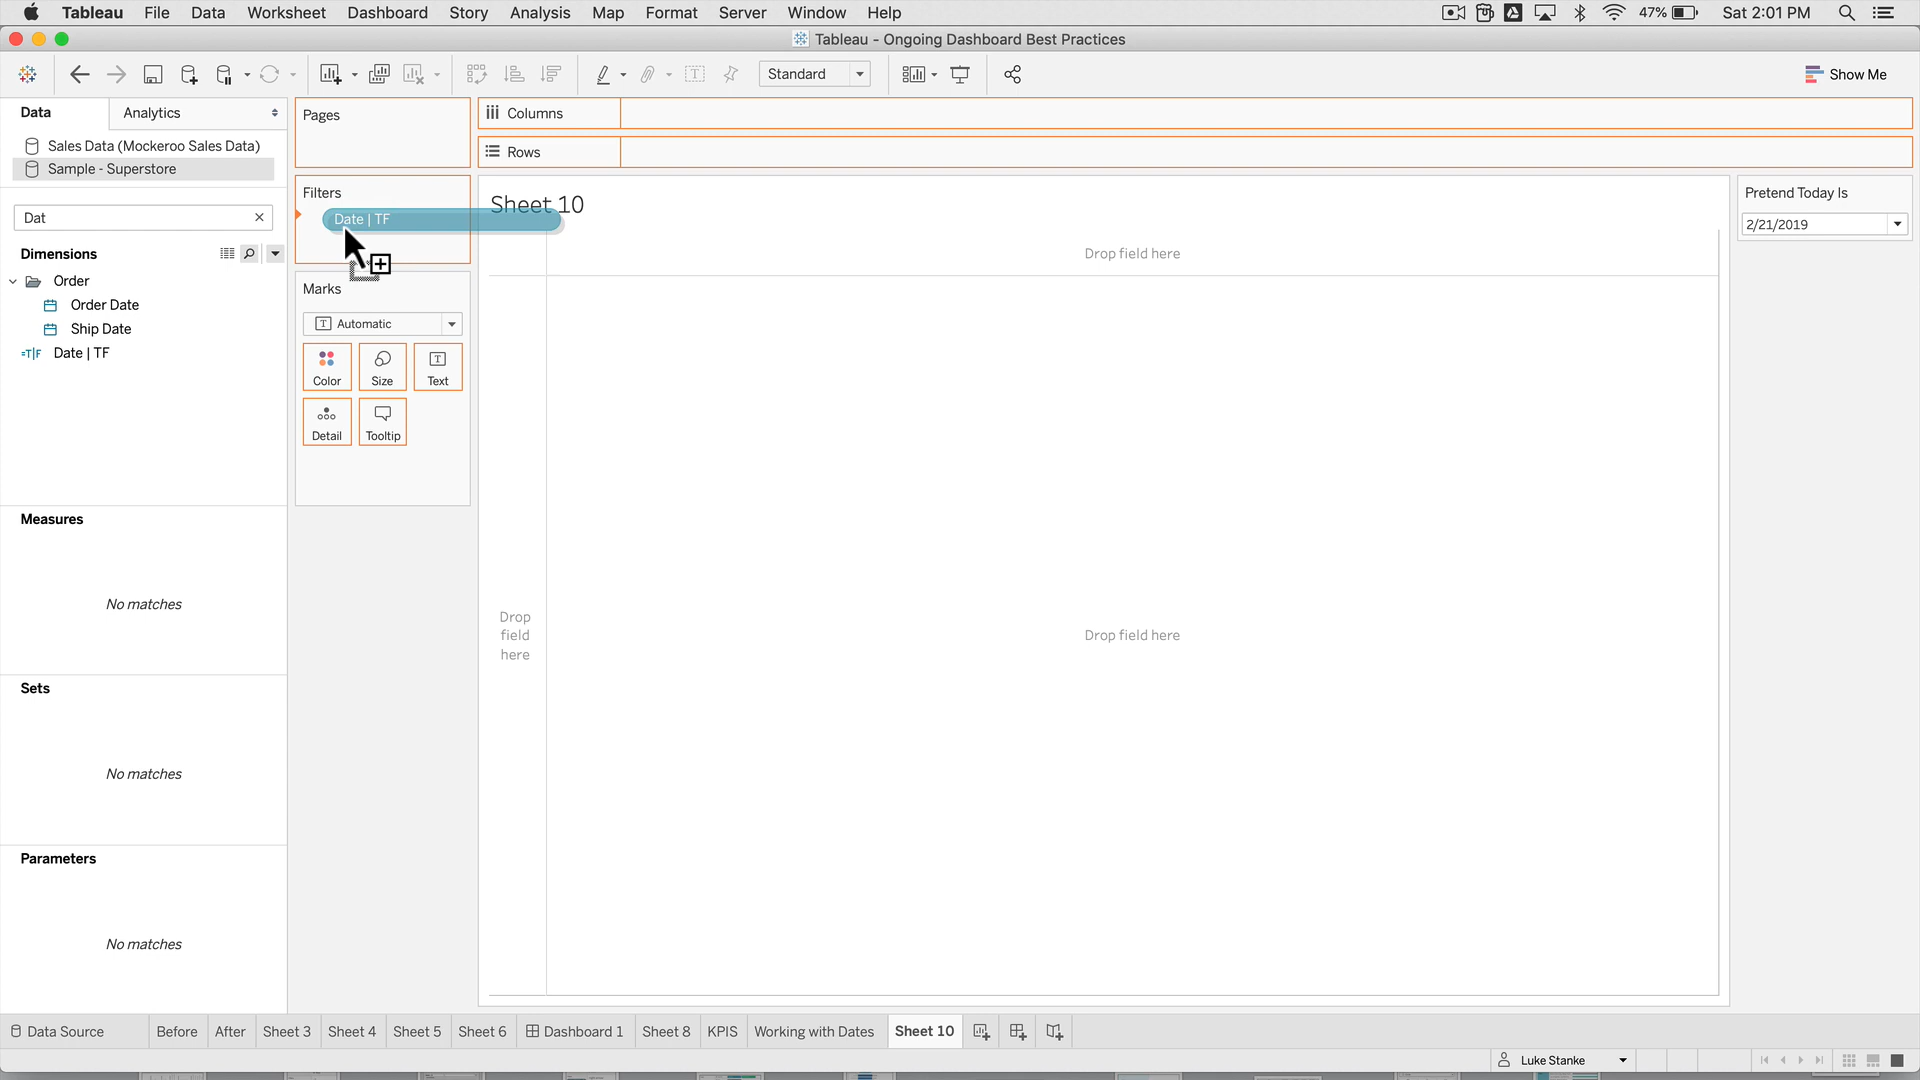 Tableau File Data Worksheet Dashboard Story Analysis Map Format Server Window Help 47% Sat 2:01 PM
Tableau - Ongoing Dashboard Best Practices
Standard Show Me
Data Analytics
Pages
Columns
Rows
Sales Data (Mockeroo Sales Data)
Sample - Superstore
Filters
Date | TF
Sheet 10
Pretend Today Is
2/21/2019
Dat
Dimensions
Order
Order Date
Ship Date
=T|F Date | TF
Marks
T Automatic
Color Size T Text
Detail Tooltip
Drop field here
Drop
field
here
Drop field here
Measures
No matches
Sets
No matches
Parameters
No matches
Data Source Before After Sheet 3 Sheet 4 Sheet 5 Sheet 6 Dashboard 1 Sheet 8 KPIS Working with Dates Sheet 10
Luke Stanke